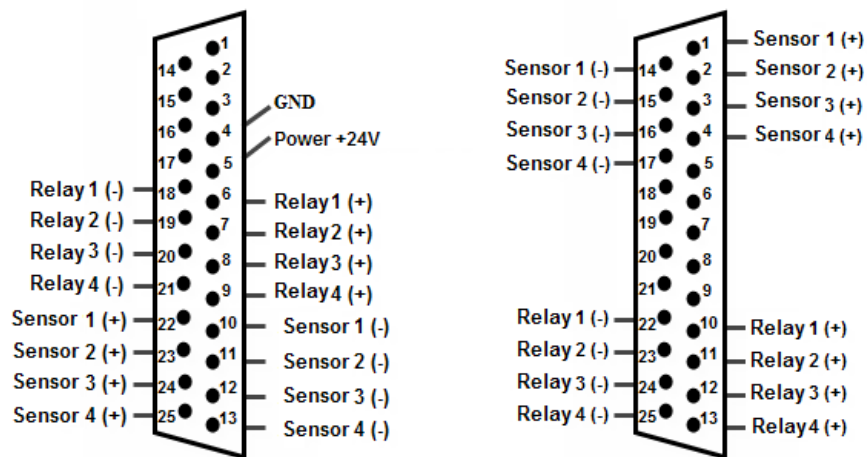 1
14
2
15
3
GND
16
4
Power +24V
17
5
Relay 1 (-)
18
6
Relay 1 (+)
Relay 2 (-)
19
7
Relay 2 (+)
Relay 3 (-)
20
8
Relay 3 (+)
Relay 4 (-)
21
9
Relay 4 (+)
Sensor 1 (+)
22
10
Sensor 1 (-)
Sensor 2 (+)
23
11
Sensor 2 (-)
Sensor 3 (+)
24
12
Sensor 3 (-)
Sensor 4 (+)
25
13
Sensor 4 (-)
1
Sensor 1 (+)
Sensor 1 (-)
14
2
Sensor 2 (+)
Sensor 2 (-)
15
3
Sensor 3 (+)
Sensor 3 (-)
16
4
Sensor 4 (+)
Sensor 4 (-)
17
5
18
6
19
7
20
8
21
9
Relay 1 (-)
22
10
Relay 1 (+)
Relay 2 (-)
23
11
Relay 2 (+)
Relay 3 (-)
24
12
Relay 3 (+)
Relay 4 (-)
25
13
Relay 4 (+)